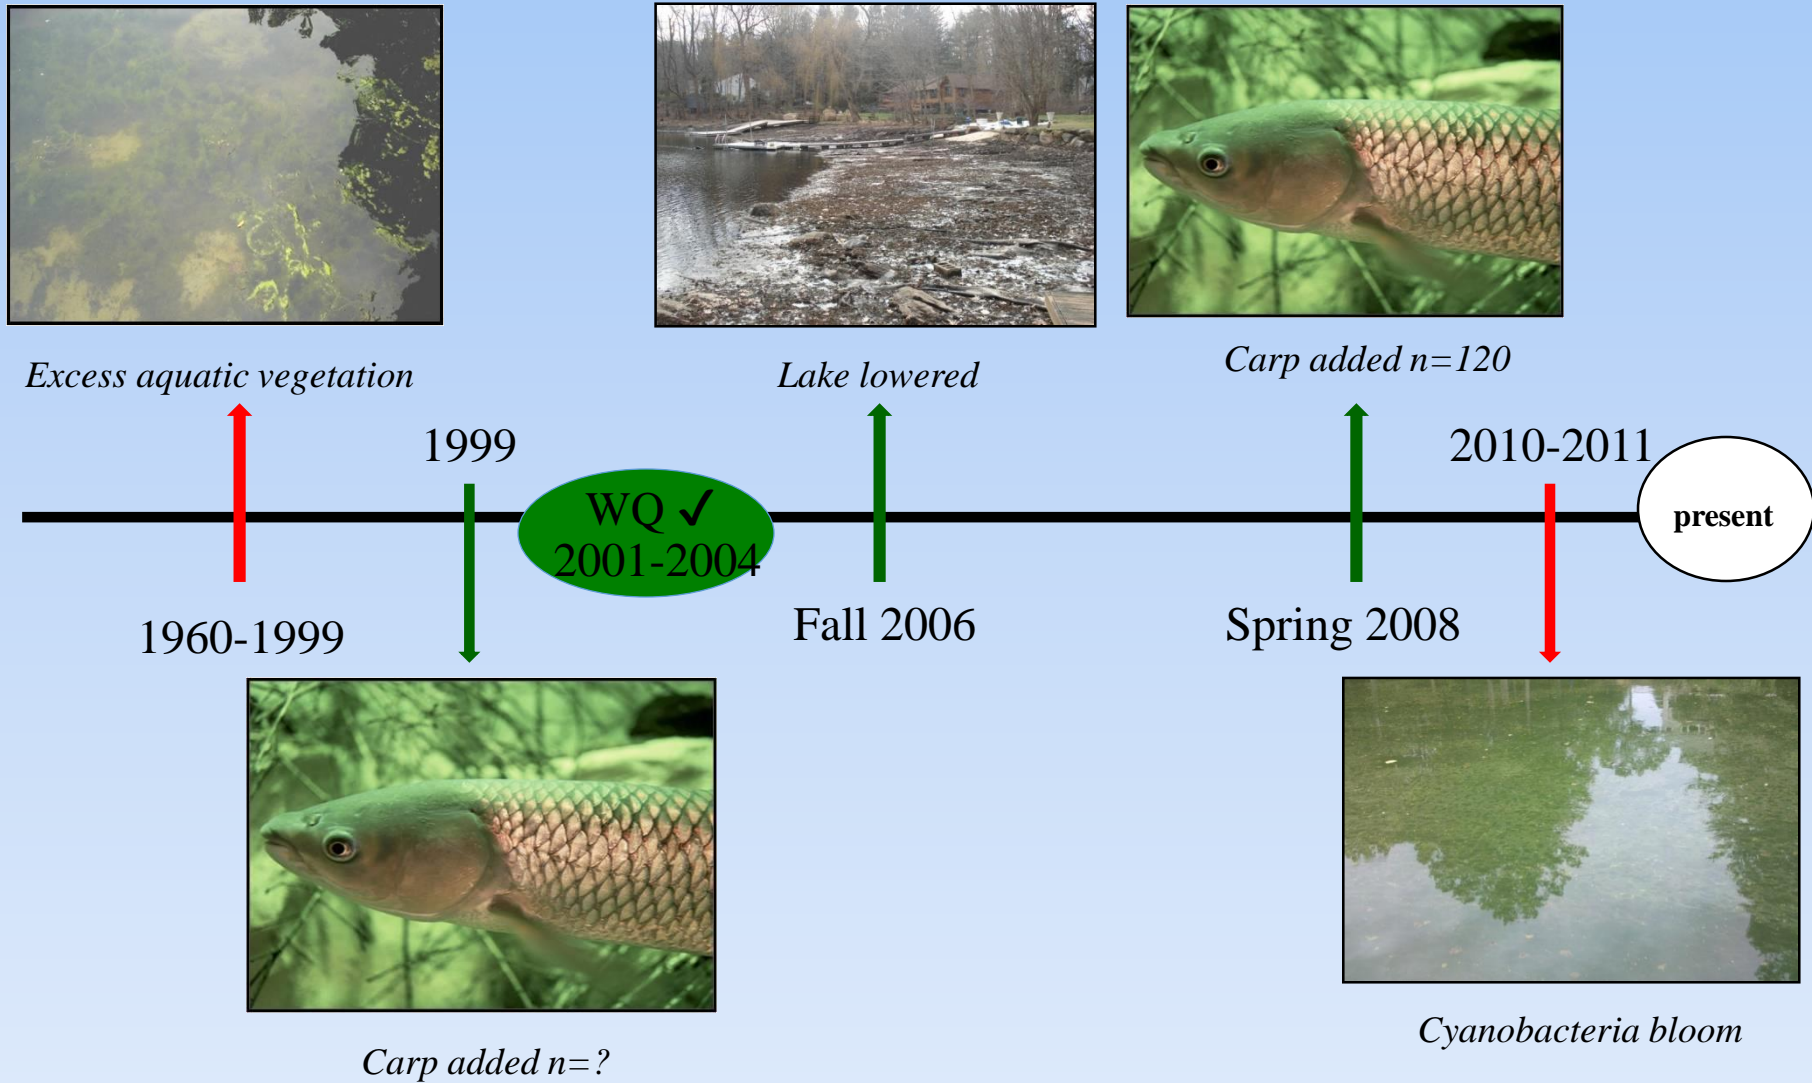 Excess aquatic vegetation
Lake lowered
Carp added n=120
1999
2010-2011
WQ ✓
2001-2004
present
1960-1999
Fall 2006
Spring 2008
Carp added n=?
Cyanobacteria bloom